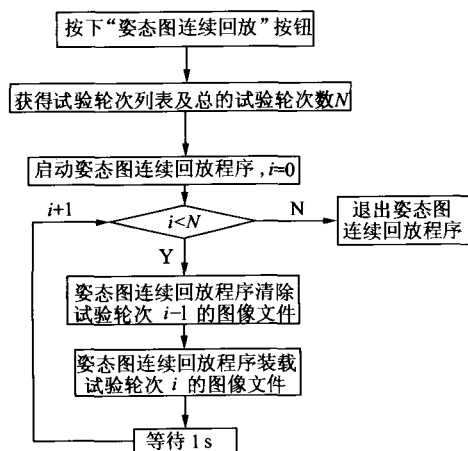 按下“姿态图连续回放”按钮
获得试验轮次列表及总的试验轮次数N
启动姿态图连续回放程序,i=0
i+1
i<N
N
退出姿态图
连续回放程序
Y
姿态图连续回放程序清除
试验轮次 i-1 的图像文件
姿态图连续回放程序装载
试验轮次 i 的图像文件
等待 1 s